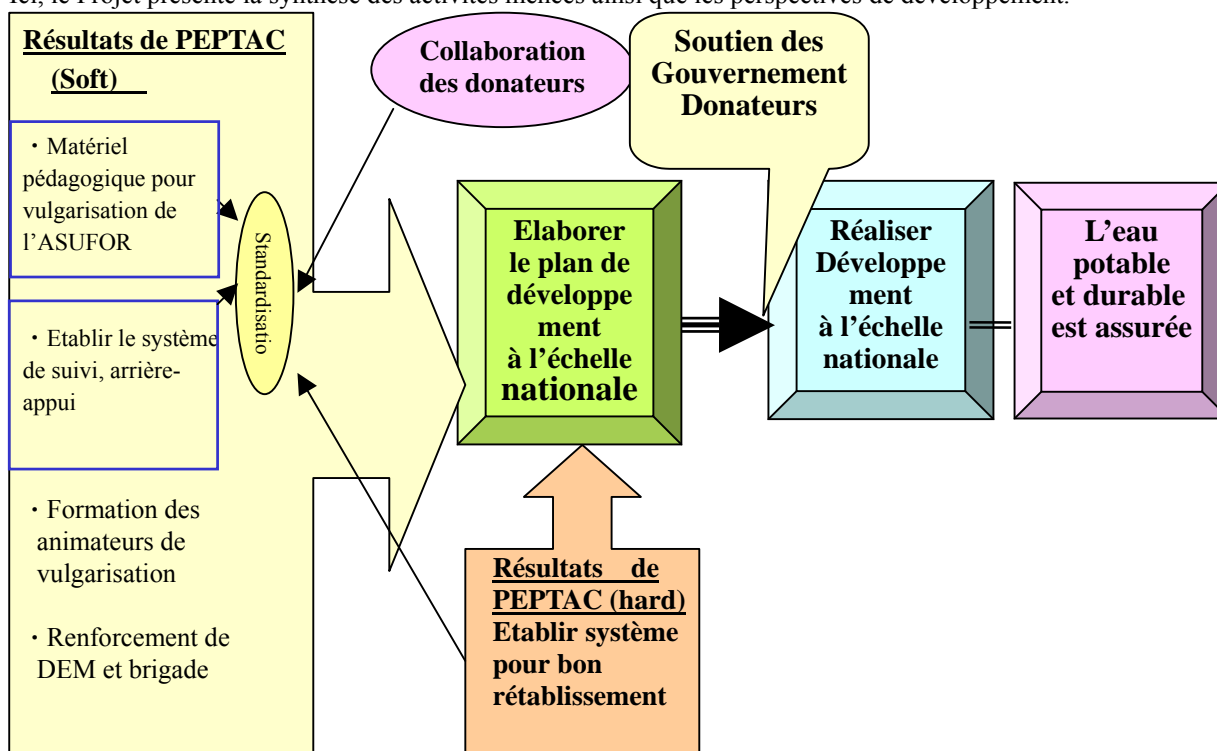 Ici, le Projet présente la synthèse des activités menées ainsi que les perspectives de développement.
Résultats de PEPTAC
(Soft)
・Matériel
pédagogique pour
vulgarisation de
l'ASUFOR
・Etablir le système
de suivi, arrière-
appui
・Formation des
animateurs de
vulgarisation
・Renforcement de
DEM et brigade
Standardisatio
Collaboration
des donateurs
Soutien des
Gouvernement
Donateurs
Elaborer
le plan de
développe
ment
à l'échelle
nationale
Réaliser
Développe
ment
à l'échelle
nationale
L'eau
potable
et durable
est assurée
Résultats de
PEPTAC (hard)
Etablir système
pour bon
rétablissement